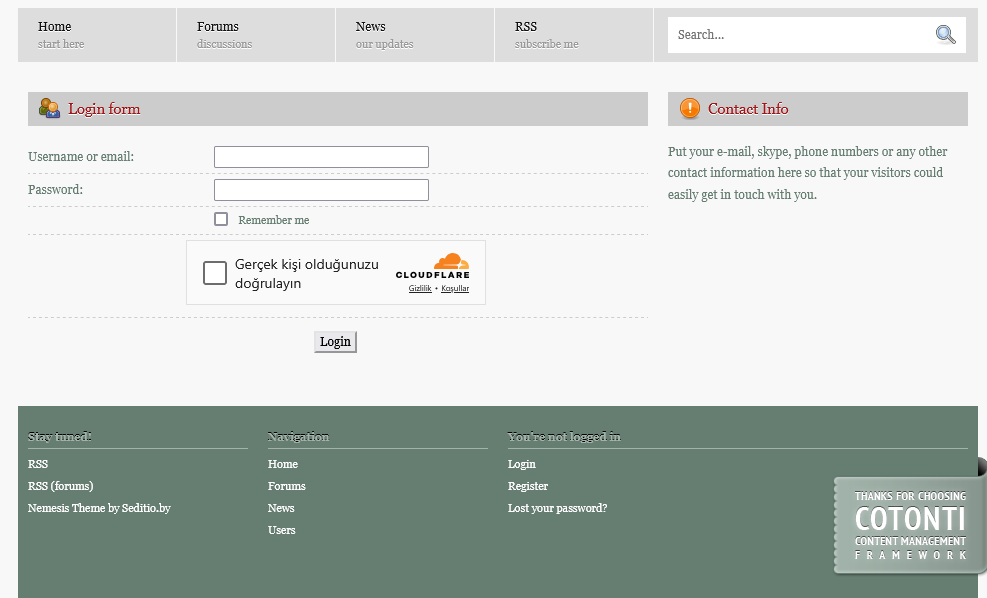 Home
start here
Forums
discussions
News
our updates
RSS
subscribe me
Search...
Login form
Contact Info
Username or email:
Password:
Remember me
Gerçek kişi olduğunuzu
doğrulayın
CLOUDFLARE
Gizlilik • Koşullar
Login
Put your e-mail, skype, phone numbers or any other
contact information here so that your visitors could
easily get in touch with you.
Stay tuned!
RSS
RSS (forums)
Nemesis Theme by Seditio.by
Navigation
Home
Forums
News
Users
You're not logged in
Login
Register
Lost your password?
THANKS FOR CHOOSING
COTONTI
CONTENT MANAGEMENT
FRAMEWORK